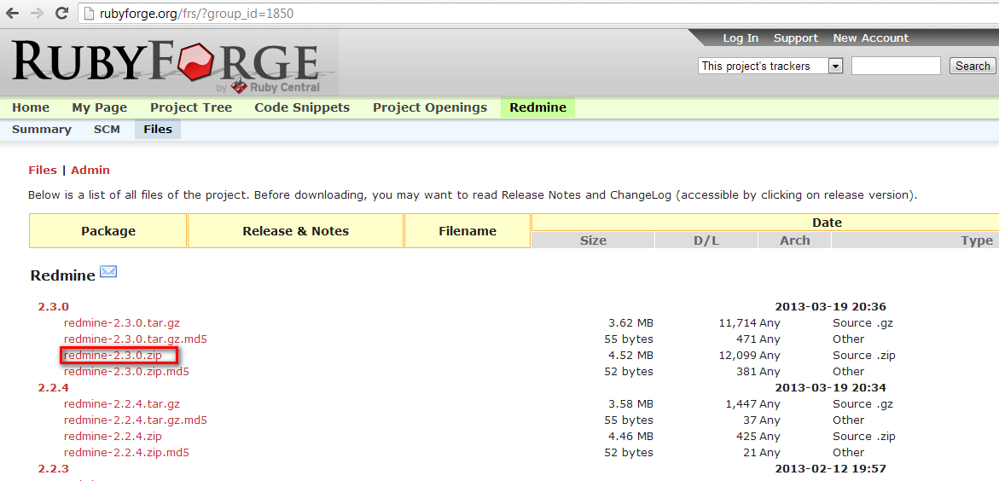 rubyforge.org/frs/?group_id=1850
Log In Support New Account
RUBYFORGE
by Ruby Central
This project's trackers Search
Home My Page Project Tree Code Snippets Project Openings Redmine
Summary SCM Files
Files | Admin
Below is a list of all files of the project. Before downloading, you may want to read Release Notes and ChangeLog (accessible by clicking on release version).
Package Release & Notes Filename Date
Size D/L Arch Type
Redmine
2.3.0 2013-03-19 20:36
redmine-2.3.0.tar.gz 3.62 MB 11,714 Any Source .gz
redmine-2.3.0.tar.gz.md5 55 bytes 471 Any Other
redmine-2.3.0.zip 4.52 MB 12,099 Any Source .zip
redmine-2.3.0.zip.md5 52 bytes 381 Any Other
2.2.4 2013-03-19 20:34
redmine-2.2.4.tar.gz 3.58 MB 1,447 Any Source .gz
redmine-2.2.4.tar.gz.md5 55 bytes 37 Any Other
redmine-2.2.4.zip 4.46 MB 425 Any Source .zip
redmine-2.2.4.zip.md5 52 bytes 21 Any Other
2.2.3 2013-02-12 19:57